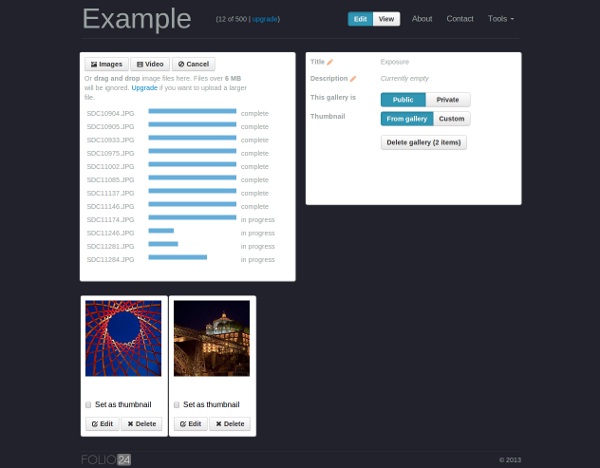 Example (12 of 500 | upgrade) Edit View About Contact Tools
Images Video Cancel
Or drag and drop image files here. Files over 6 MB
will be ignored. Upgrade if you want to upload a larger
file.
SDC10904.JPG complete
SDC10905.JPG complete
SDC10933.JPG complete
SDC10975.JPG complete
SDC11002.JPG complete
SDC11085.JPG complete
SDC11137.JPG complete
SDC11146.JPG complete
SDC11174.JPG in progress
SDC11246.JPG in progress
SDC11281.JPG in progress
SDC11284.JPG in progress
Title Exposure
Description Currently empty
This gallery is Public Private
Thumbnail From gallery Custom
Delete gallery (2 items)
Set as thumbnail
Edit Delete
Set as thumbnail
Edit Delete
FOLIO24 © 2013